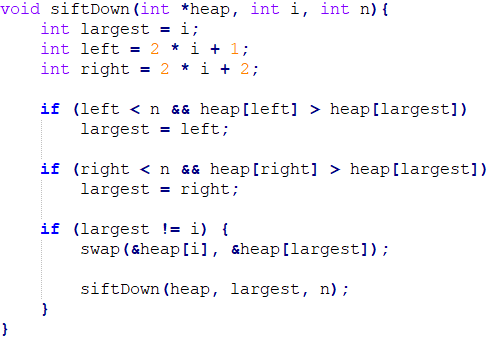 void siftDown(int *heap, int i, int n){
    int largest = i;
    int left = 2 * i + 1;
    int right = 2 * i + 2;

    if (left < n && heap[left] > heap[largest])
        largest = left;

    if (right < n && heap[right] > heap[largest])
        largest = right;

    if (largest != i) {
        swap(&heap[i], &heap[largest]);

        siftDown(heap, largest, n);
    }
}